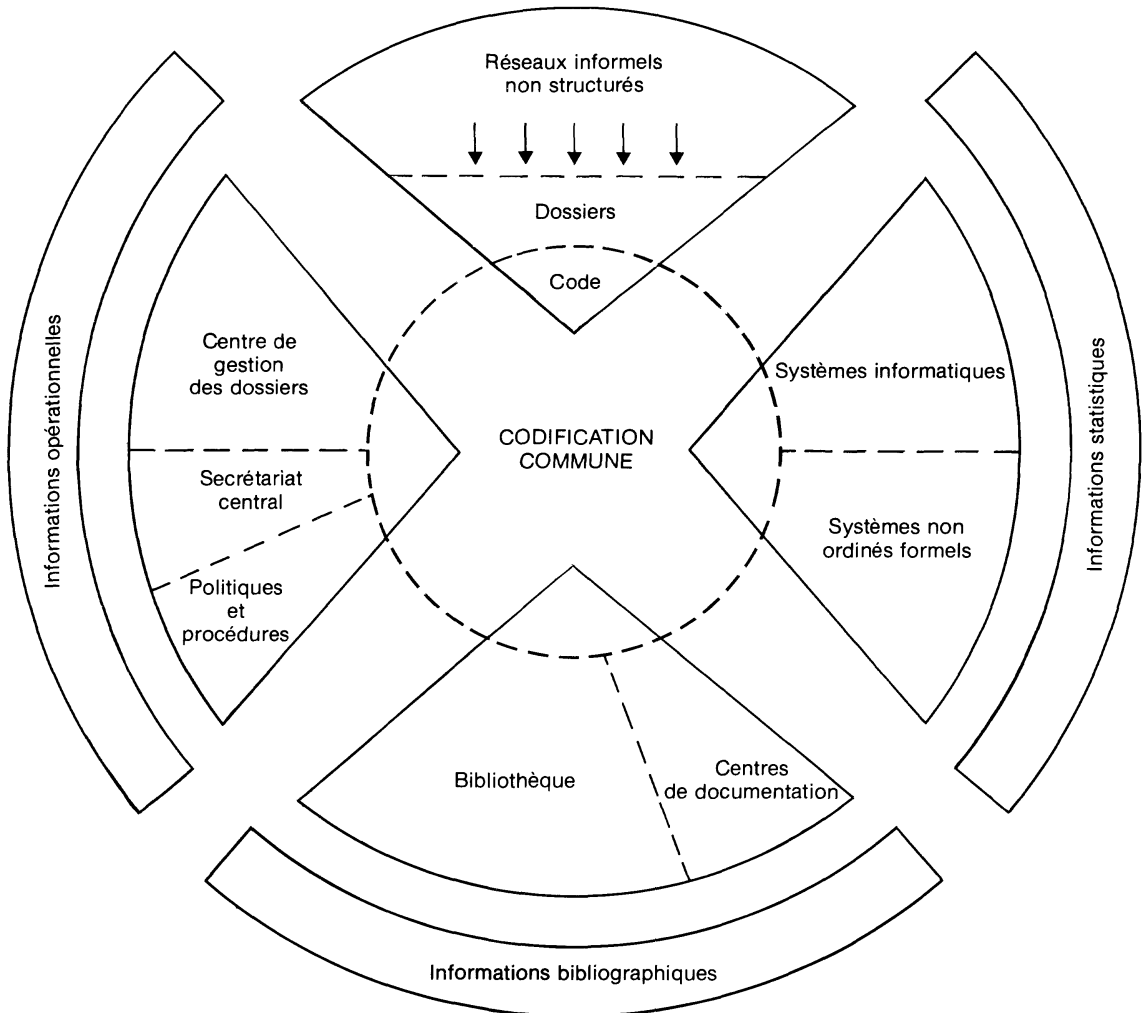 Réseaux informels
non structurés
Dossiers
Code
Informations opérationnelles
Centre de
gestion
des dossiers
Secrétariat
central
Politiques
et
procédures
CODIFICATION
COMMUNE
Systèmes informatiques
Systèmes non
ordinés formels
Informations statistiques
Bibliothèque
Centres
de documentation
Informations bibliographiques